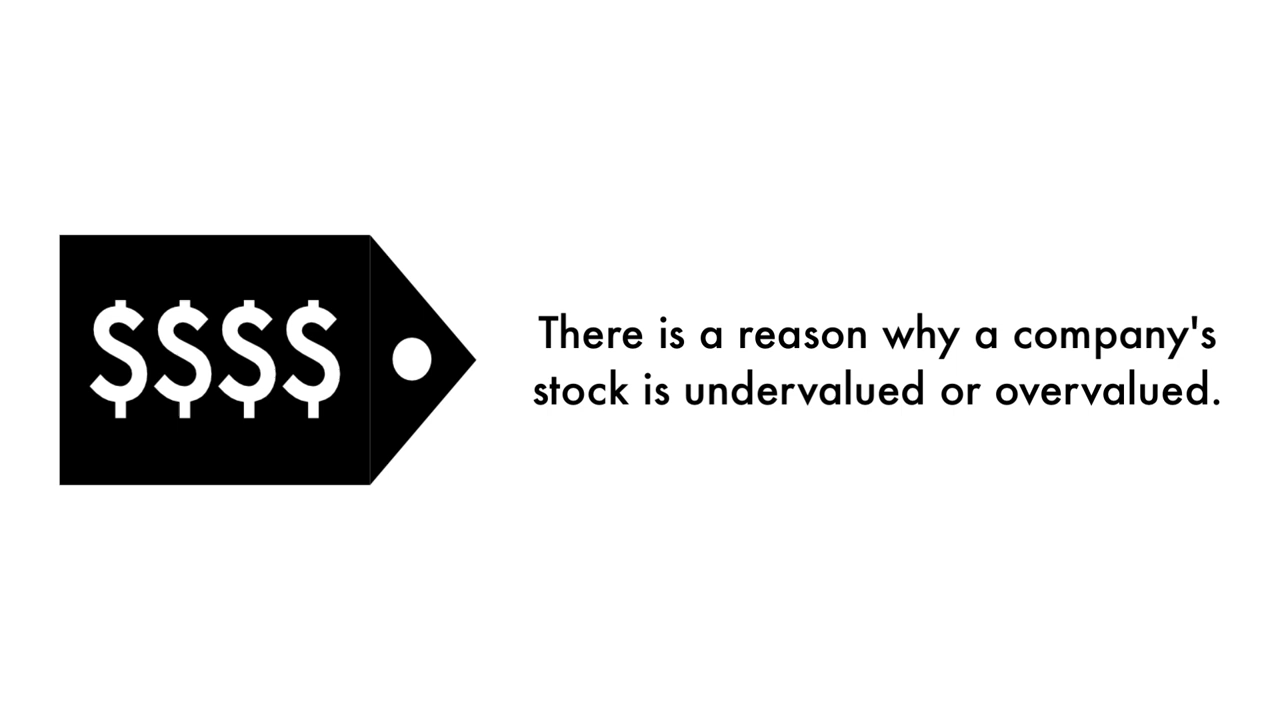 $$$$
There is a reason why a company's
stock is undervalued or overvalued.